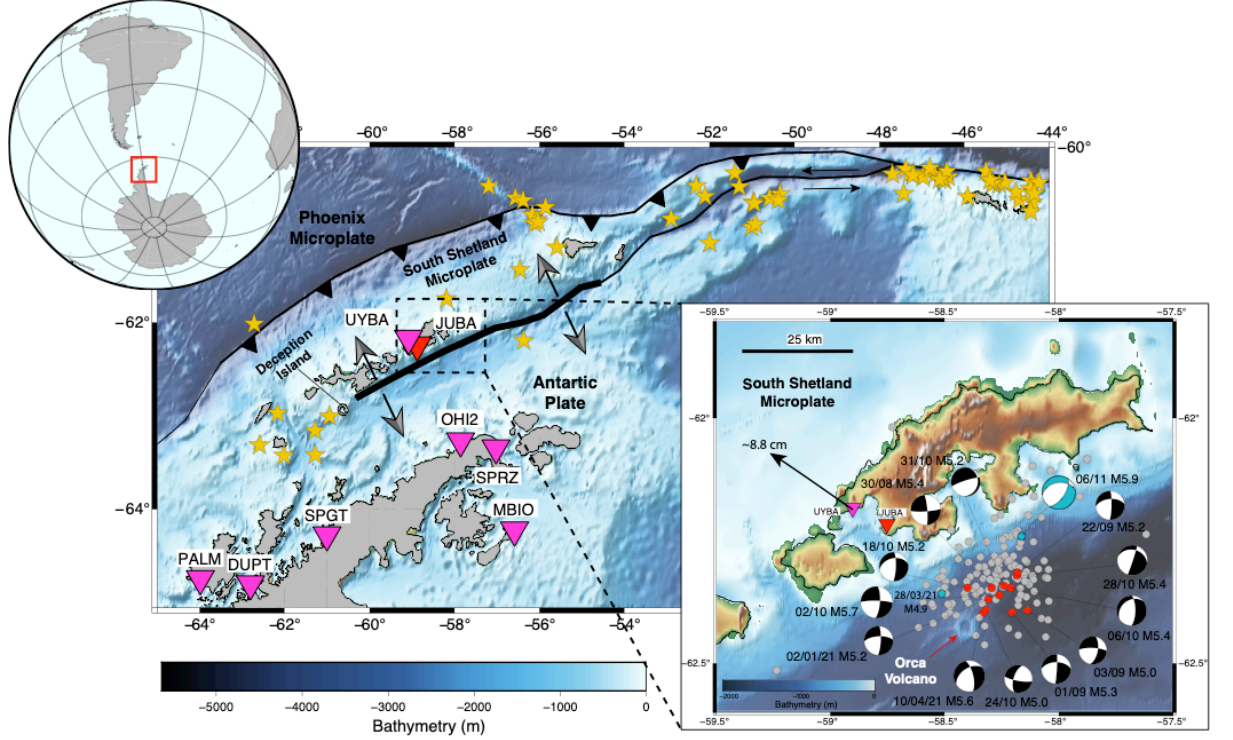 −60°
−58°
−56°
−54°
−52°
−50°
−48°
−46°
−44°
−60°
Phoenix
Microplate
South Shetland
Microplate
−62°
UYBA
JUBA
Deception
Island
Antartic
Plate
OHI2
SPRZ
MBIO
SPGT
−64°
PALM
DUPT
−64°
−62°
−60°
−58°
−56°
−54°
−5000
−4000
−3000
−2000
−1000
0
Bathymetry (m)
−59.5°
−59°
−58.5°
−58°
−57.5°
25 km
South Shetland
Microplate
−62°
−62°
~8.8 cm
31/10 M5.2
30/08 M5.4
06/11 M5.9
UYBA
JUBA
22/09 M5.2
18/10 M5.2
28/10 M5.4
28/03/21
M4.9
02/10 M5.7
06/10 M5.4
02/01/21 M5.2
03/09 M5.0
Orca
Volcano
01/09 M5.3
10/04/21 M5.6
24/10 M5.0
−62.5°
−62.5°
−2000
−1000
0
Bathymetry (m)
−59.5°
−59°
−58.5°
−58°
−57.5°